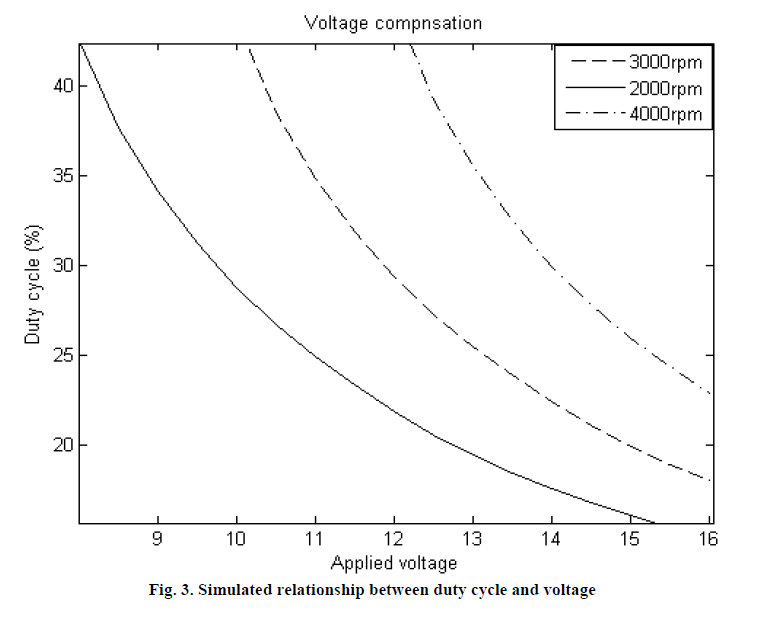 Voltage compnsation
3000rpm
2000rpm
4000rpm
40
35
30
25
20
Duty cycle (%)
9 10 11 12 13 14 15 16
Applied voltage
Fig. 3. Simulated relationship between duty cycle and voltage